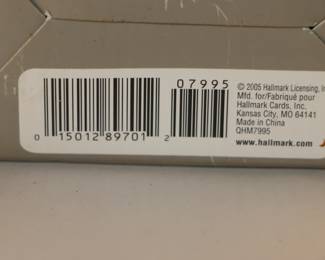 07995
© 2005 Hallmark Licensing, In
Mfd. for/Fabriqué pour
Hallmark Cards, Inc.
Kansas City, MO 64141
Made in China
QHM7995
www.hallmark.com
0 15012 89701 2